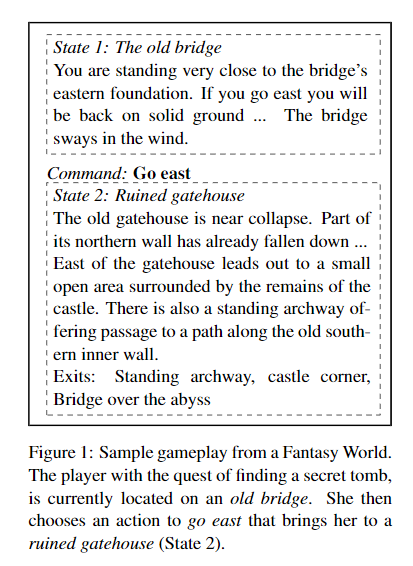 State 1: The old bridge
You are standing very close to the bridge’s
eastern foundation. If you go east you will
be back on solid ground ... The bridge
sways in the wind.
Command: Go east
State 2: Ruined gatehouse
The old gatehouse is near collapse. Part of
its northern wall has already fallen down ...
East of the gatehouse leads out to a small
open area surrounded by the remains of the
castle. There is also a standing archway of-
fering passage to a path along the old south-
ern inner wall.
Exits: Standing archway, castle corner,
Bridge over the abyss
Figure 1: Sample gameplay from a Fantasy World.
The player with the quest of finding a secret tomb,
is currently located on an old bridge. She then
chooses an action to go east that brings her to a
ruined gatehouse (State 2).